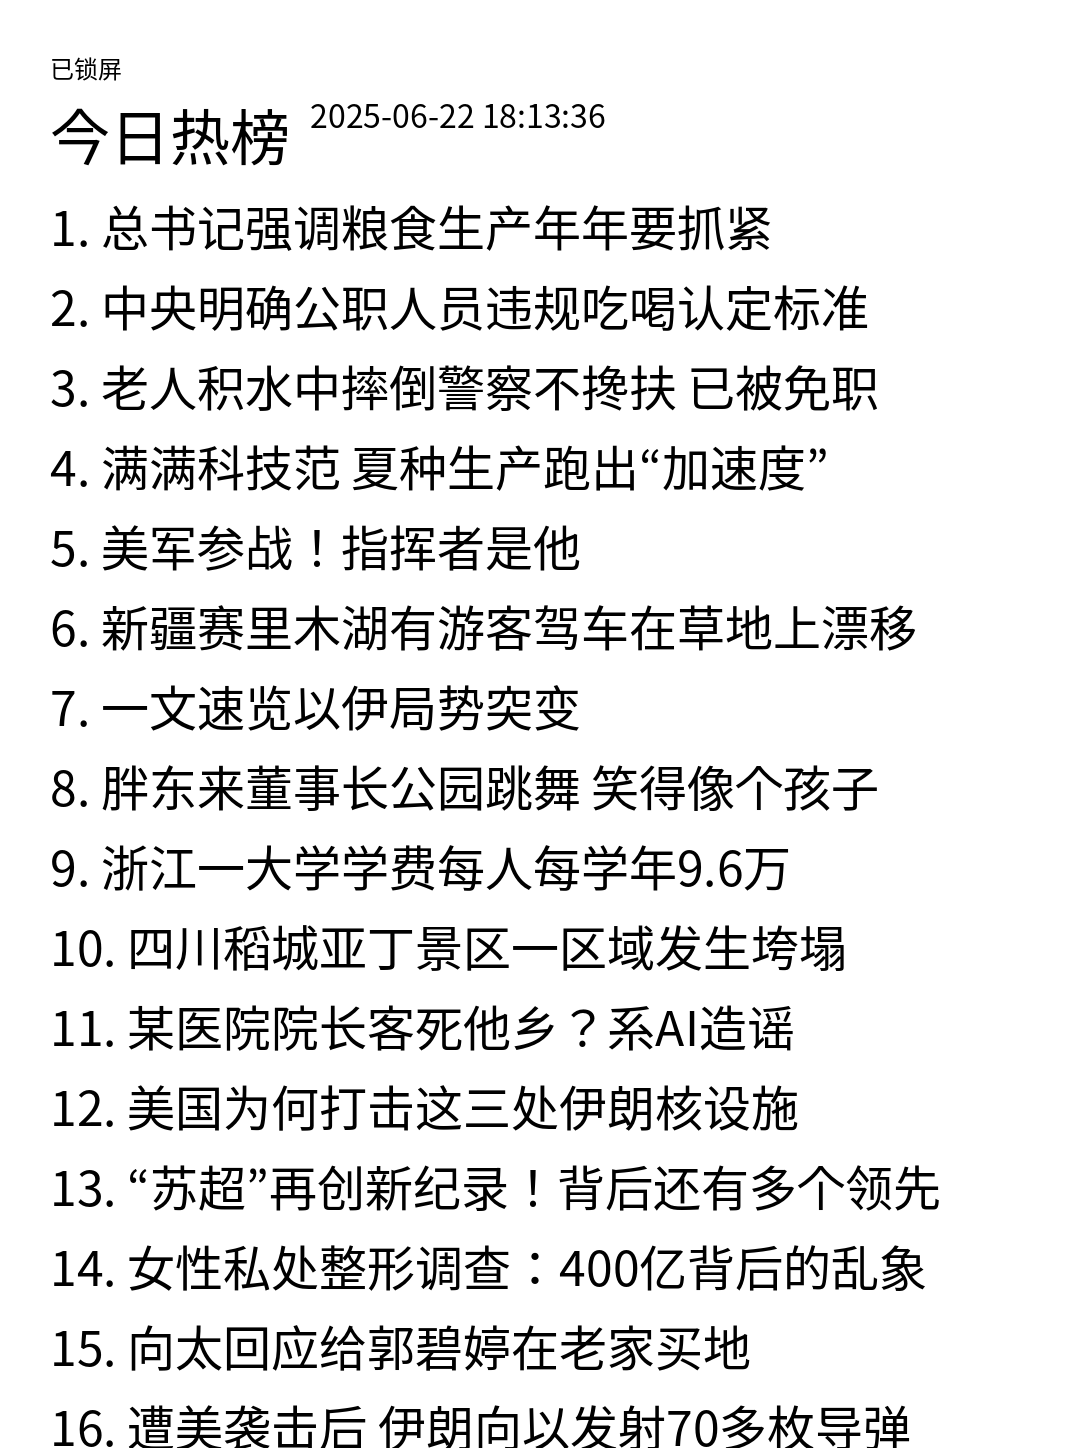 已锁屏
今日热榜 2025-06-22 18:13:36
1. 总书记强调粮食生产年年要抓紧
2. 中央明确公职人员违规吃喝认定标准
3. 老人积水中摔倒警察不搀扶 已被免职
4. 满满科技范 夏种生产跑出“加速度”
5. 美军参战！指挥者是他
6. 新疆赛里木湖有游客驾车在草地上漂移
7. 一文速览以伊局势突变
8. 胖东来董事长公园跳舞 笑得像个孩子
9. 浙江一大学学费每人每学年9.6万
10. 四川稻城亚丁景区一区域发生垮塌
11. 某医院院长客死他乡？系AI造谣
12. 美国为何打击这三处伊朗核设施
13. “苏超”再创新纪录！背后还有多个领先
14. 女性私处整形调查：400亿背后的乱象
15. 向太回应给郭碧婷在老家买地
16. 遭美袭击后 伊朗向以发射70多枚导弹